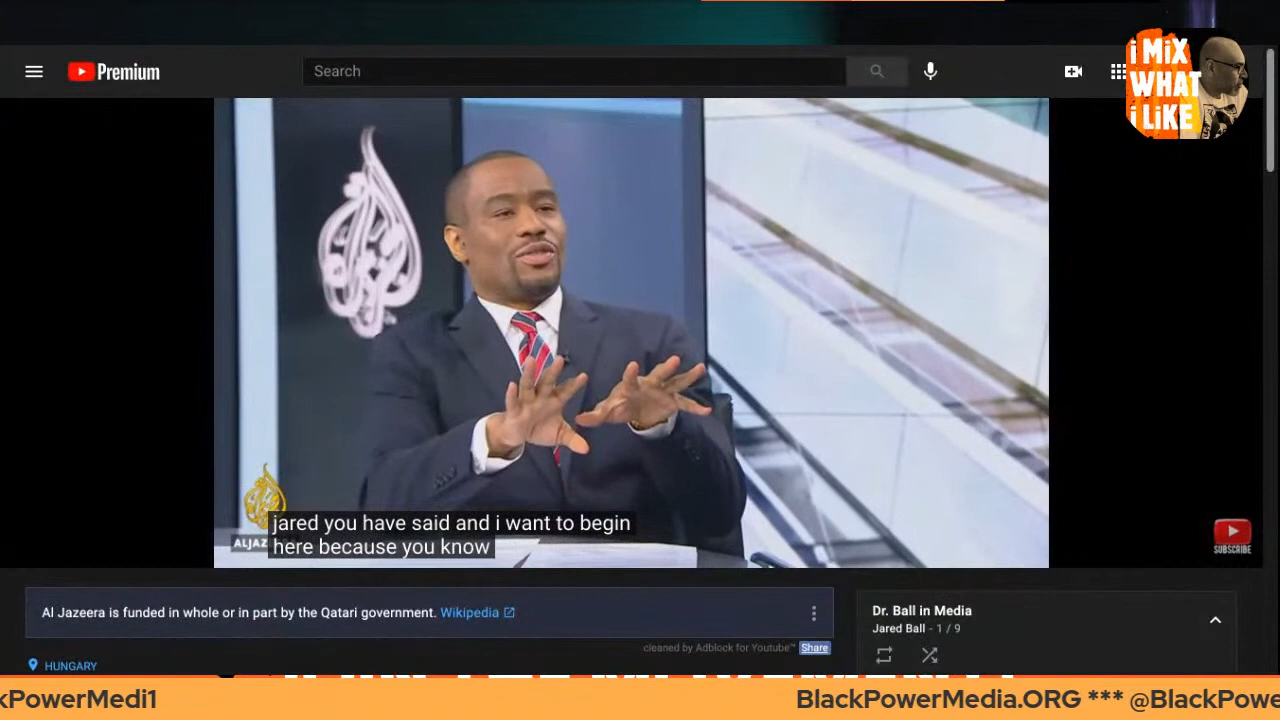 Premium
Search
i MiX
WHAT
i LiKE
jared you have said and i want to begin
here because you know
ALJAZ
SUBSCRIBE
Al Jazeera is funded in whole or in part by the Qatari government. Wikipedia
Dr. Ball in Media
Jared Ball - 1 / 9
cleaned by Adblock for Youtube™ Share
HUNGARY
kPowerMedi1
BlackPowerMedia.ORG *** @BlackPowe